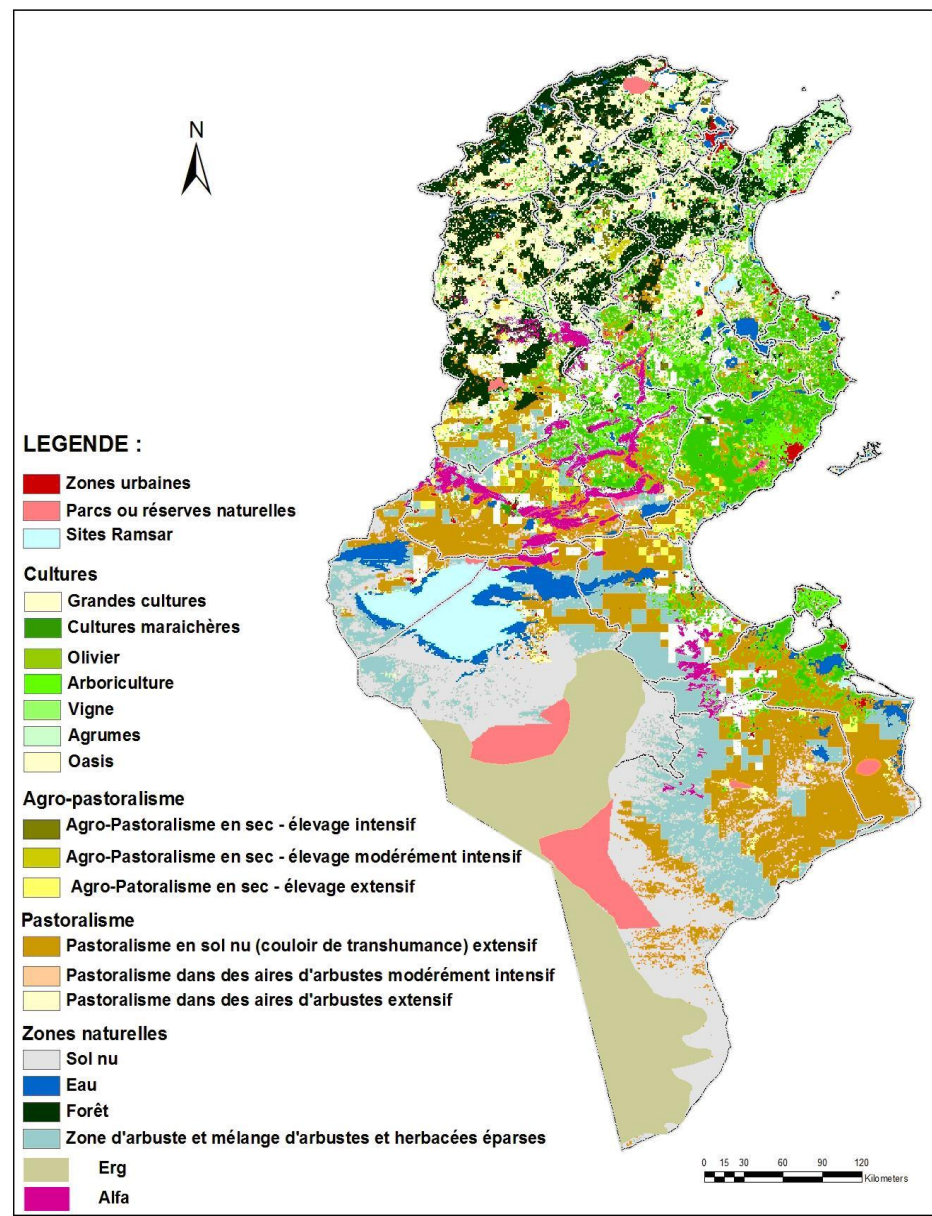 N
LEGENDE :
Zones urbaines
Parcs ou réserves naturelles
Sites Ramsar
Cultures
Grandes cultures
Cultures maraichères
Olivier
Arboriculture
Vigne
Agrumes
Oasis
Agro-pastoralisme
Agro-Pastoralisme en sec - élevage intensif
Agro-Pastoralisme en sec - élevage modérément intensif
Agro-Patoralisme en sec - élevage extensif
Pastoralisme
Pastoralisme en sol nu (couloir de transhumance) extensif
Pastoralisme dans des aires d'arbustes modérément intensif
Pastoralisme dans des aires d'arbustes extensif
Zones naturelles
Sol nu
Eau
Forêt
Zone d'arbuste et mélange d'arbustes et herbacées éparses
Erg
Alfa
0 15 30 60 90 120
Kilometers